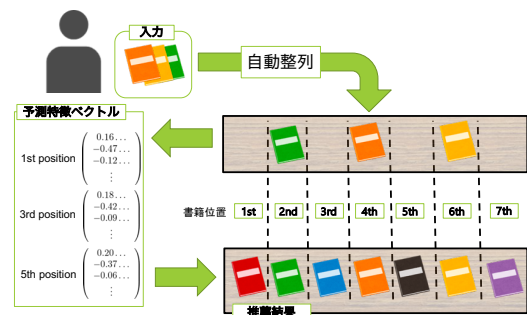 入力
自動整列
予測特徴ベクトル
1st position
0.16...
−0.47...
−0.12...
⋮
3rd position
0.18...
−0.42...
−0.09...
⋮
5th position
0.20...
−0.37...
−0.06...
⋮
書籍位置 1st 2nd 3rd 4th 5th 6th 7th
推薦結果